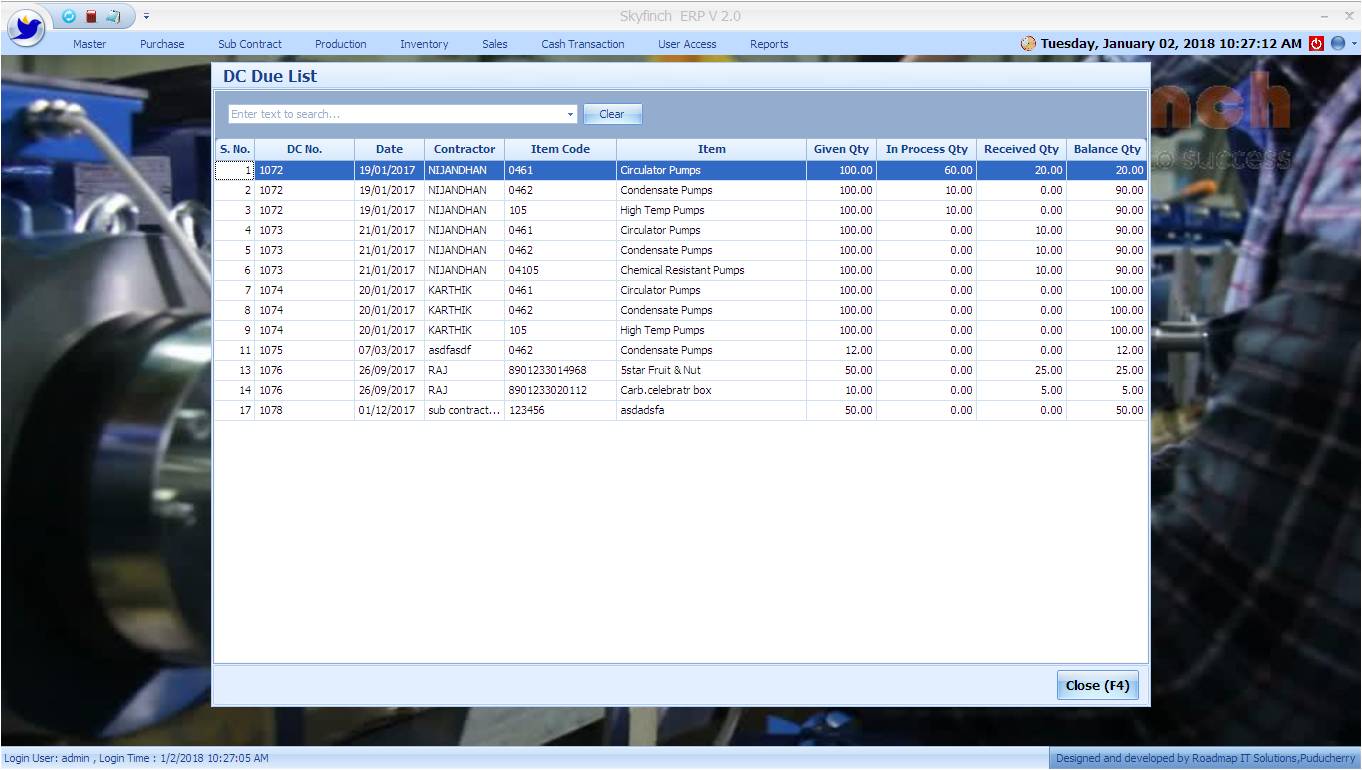 Skyfinch ERP V 2.0
Master Purchase Sub Contract Production Inventory Sales Cash Transaction User Access Reports Tuesday, January 02, 2018 10:27:12 AM
DC Due List
Enter text to search... Clear
S. No. DC No. Date Contractor Item Code Item Given Qty In Process Qty Received Qty Balance Qty
1 1072 19/01/2017 NIJANDHAN 0461 Circulator Pumps 100.00 60.00 20.00 20.00
2 1072 19/01/2017 NIJANDHAN 0462 Condensate Pumps 100.00 10.00 0.00 90.00
3 1072 19/01/2017 NIJANDHAN 105 High Temp Pumps 100.00 10.00 0.00 90.00
4 1073 21/01/2017 NIJANDHAN 0461 Circulator Pumps 100.00 0.00 10.00 90.00
5 1073 21/01/2017 NIJANDHAN 0462 Condensate Pumps 100.00 0.00 10.00 90.00
6 1073 21/01/2017 NIJANDHAN 04105 Chemical Resistant Pumps 100.00 0.00 10.00 90.00
7 1074 20/01/2017 KARTHIK 0461 Circulator Pumps 100.00 0.00 0.00 100.00
8 1074 20/01/2017 KARTHIK 0462 Condensate Pumps 100.00 0.00 0.00 100.00
9 1074 20/01/2017 KARTHIK 105 High Temp Pumps 100.00 0.00 0.00 100.00
11 1075 07/03/2017 asdfasdf 0462 Condensate Pumps 12.00 0.00 0.00 12.00
13 1076 26/09/2017 RAJ 8901233014968 5star Fruit & Nut 50.00 0.00 25.00 25.00
14 1076 26/09/2017 RAJ 8901233020112 Carb.celebratr box 10.00 0.00 5.00 5.00
17 1078 01/12/2017 sub contract... 123456 asdadsfa 50.00 0.00 0.00 50.00
nch
to success
Close (F4)
Login User: admin , Login Time : 1/2/2018 10:27:05 AM Designed and developed by Roadmap IT Solutions,Puducherry